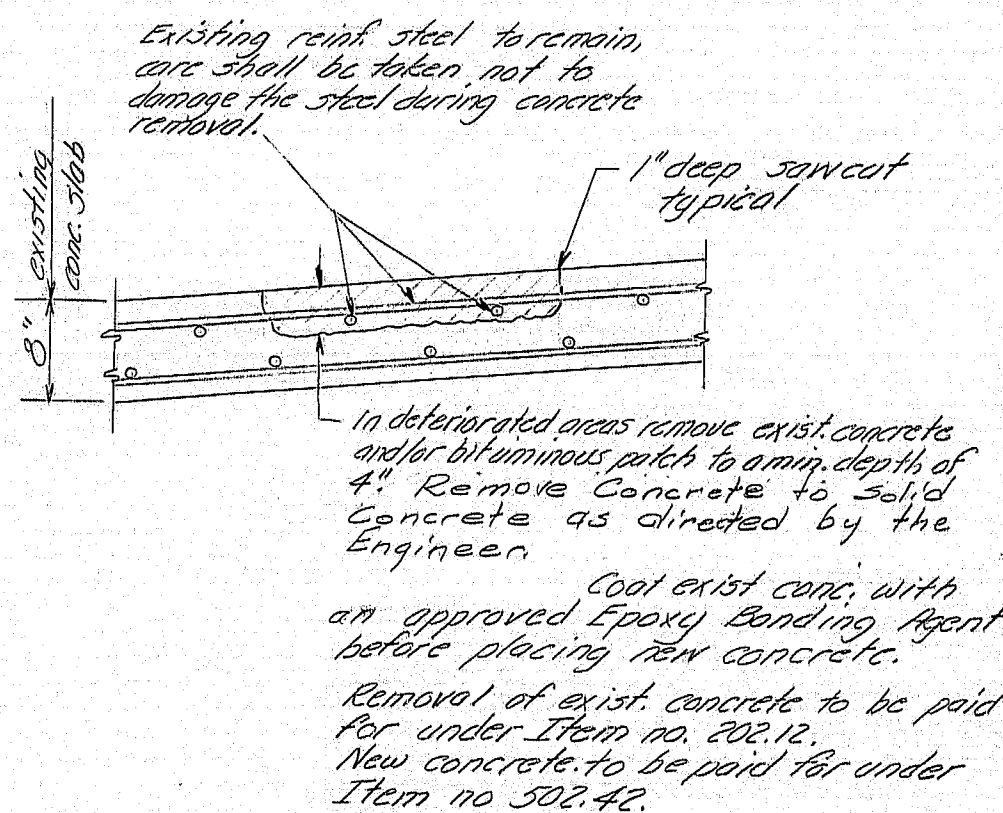 Existing reinf. steel to remain,
care shall be taken not to
damage the steel during concrete
removal.
existing
conc. slab
8"
1" deep sawcut
typical
In deteriorated areas remove exist. concrete
and/or bituminous patch to a min. depth of
4". Remove Concrete to Solid
Concrete as directed by the
Engineer.
Coat exist conc. with
an approved Epoxy Bonding Agent
before placing new concrete.
Removal of exist. concrete to be paid
for under Item no. 202.12.
New concrete to be paid for under
Item no 502.42.